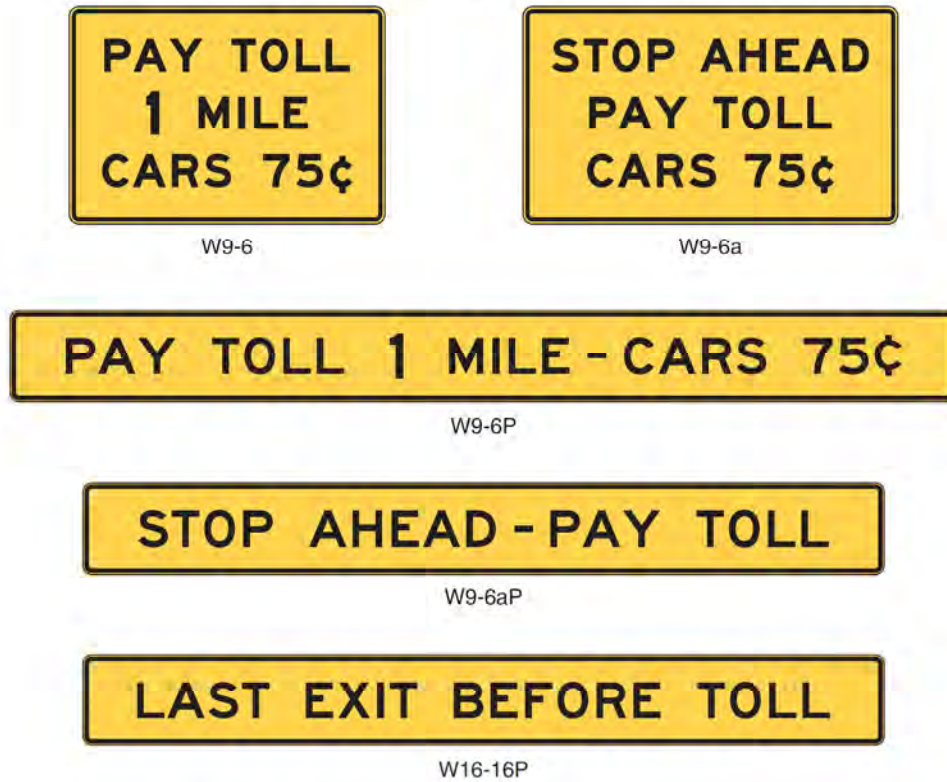 PAY TOLL
1 MILE
CARS 75¢
W9-6
STOP AHEAD
PAY TOLL
CARS 75¢
W9-6a
PAY TOLL 1 MILE – CARS 75¢
W9-6P
STOP AHEAD – PAY TOLL
W9-6aP
LAST EXIT BEFORE TOLL
W16-16P